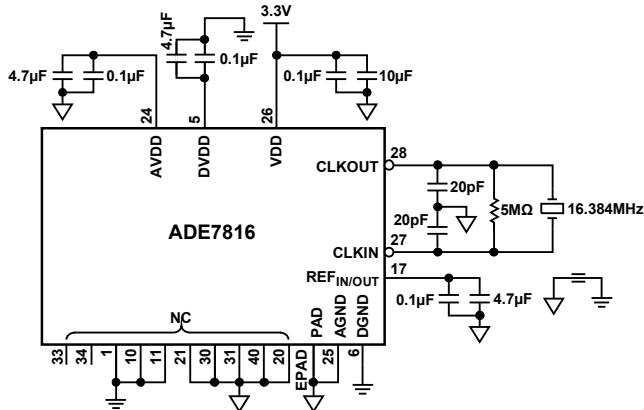 3.3V
4.7µF
0.1µF
4.7µF
0.1µF
0.1µF
10µF
24
5
26
AVDD
DVDD
VDD
28
CLKOUT
20pF
5MΩ
16.384MHz
20pF
ADE7816
27
CLKIN
17
REFIN/OUT
0.1µF
4.7µF
NC
PAD
AGND
DGND
33
34
1
10
11
21
30
31
40
20
EPAD
25
6